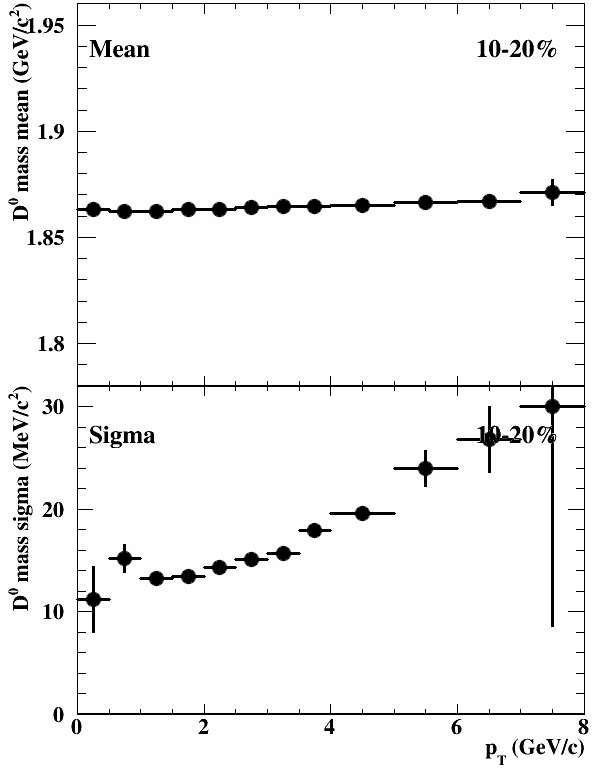 D⁰ mass mean (GeV/c²)
1.95
Mean
10-20%
1.9
1.85
1.8
D⁰ mass sigma (MeV/c²)
30
Sigma
10-20%
20
10
0
0 2 4 6 8
p_T (GeV/c)